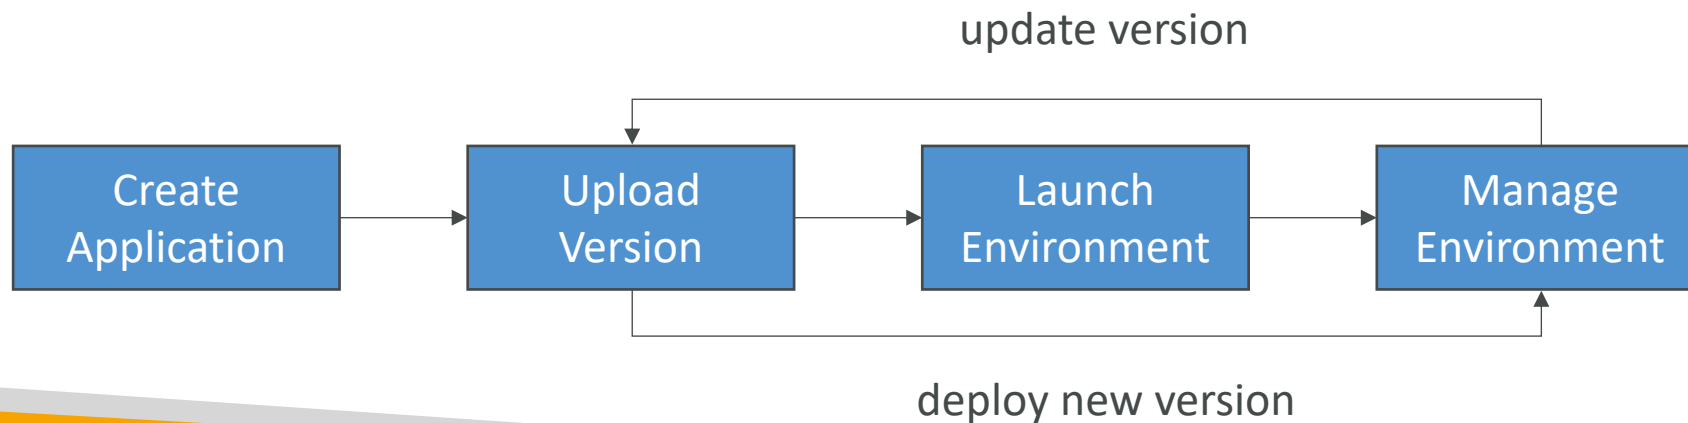 update version
Create
Application
Upload
Version
Launch
Environment
Manage
Environment
deploy new version